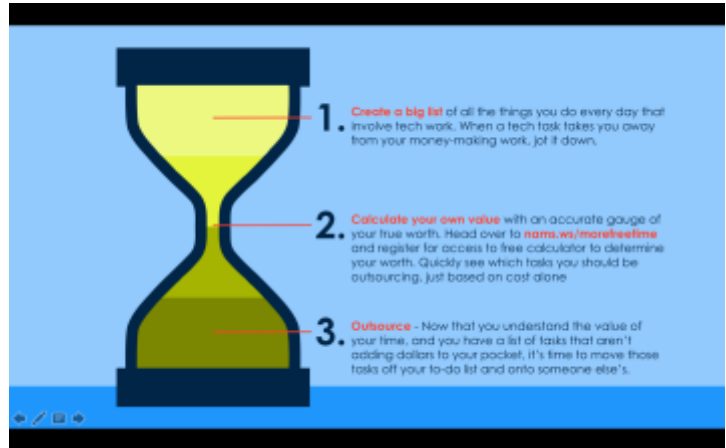 1. Create a big list of all the things you do every day that
involve tech work. When a tech task takes you away
from your money-making work, jot it down.
2. Calculate your own value with an accurate gauge of
your true worth. Head over to nams.ws/morefreetime
and register for access to free calculator to determine
your worth. Quickly see which tasks you should be
outsourcing, just based on cost alone
3. Outsource - Now that you understand the value of
your time, and you have a list of tasks that aren't
adding dollars to your pocket, it's time to move those
tasks off your to-do list and onto someone else's.